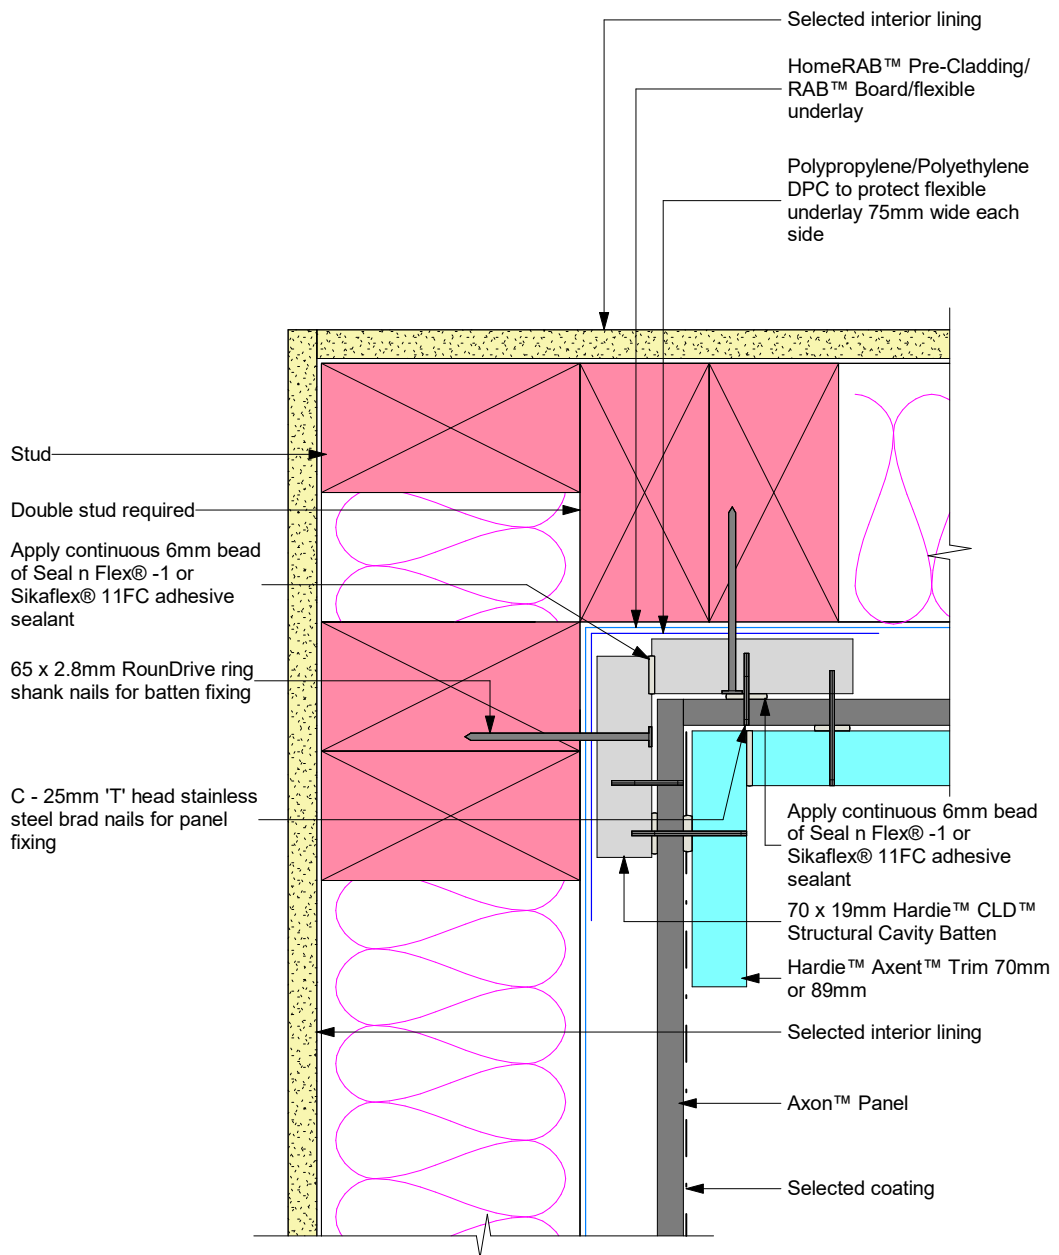 Selected interior lining
HomeRAB™ Pre-Cladding/
RAB™ Board/flexible
underlay
Polypropylene/Polyethylene
DPC to protect flexible
underlay 75mm wide each
side
Stud
Double stud required
Apply continuous 6mm bead
of Seal n Flex® -1 or
Sikaflex® 11FC adhesive
sealant
65 x 2.8mm RounDrive ring
shank nails for batten fixing
C - 25mm 'T' head stainless
steel brad nails for panel
fixing
Apply continuous 6mm bead
of Seal n Flex® -1 or
Sikaflex® 11FC adhesive
sealant
70 x 19mm Hardie™ CLD™
Structural Cavity Batten
Hardie™ Axent™ Trim 70mm
or 89mm
Selected interior lining
Axon™ Panel
Selected coating